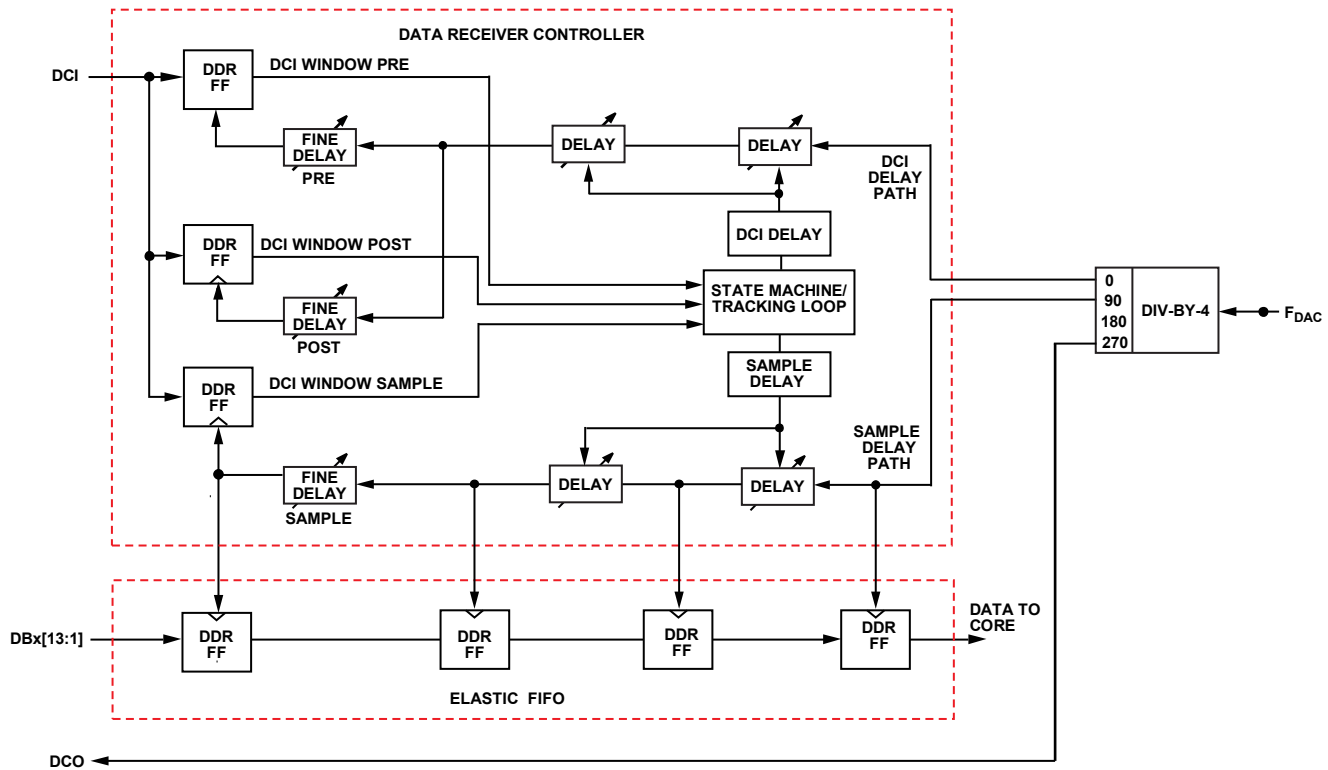 DATA RECEIVER CONTROLLER
DCI
DDR
FF
DCI WINDOW PRE
FINE
DELAY
PRE
DELAY
DELAY
DCI
DELAY
PATH
DCI DELAY
DDR
FF
DCI WINDOW POST
FINE
DELAY
POST
STATE MACHINE/
TRACKING LOOP
0
90
180
270
DIV-BY-4
FDAC
DDR
FF
DCI WINDOW SAMPLE
SAMPLE
DELAY
SAMPLE
DELAY
PATH
FINE
DELAY
SAMPLE
DELAY
DELAY
DBx[13:1]
DDR
FF
DDR
FF
DDR
FF
DDR
FF
DATA TO
CORE
ELASTIC FIFO
DCO